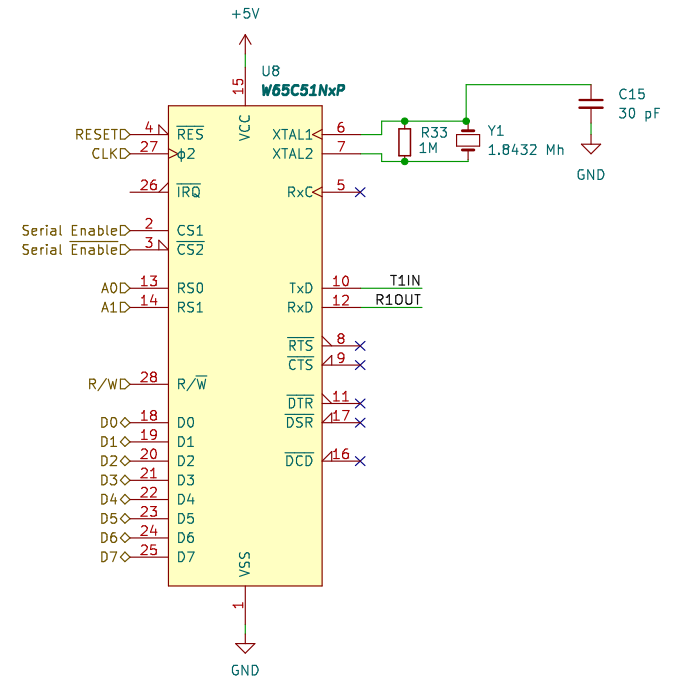 +5V
U8
W65C51NxP
15
VCC
RESET 4 RES XTAL1 6
CLK 27 ϕ2 XTAL2 7
R33
1M
Y1
1.8432 Mh
C15
30 pF
GND
26 IRQ RxC 5
Serial Enable 2 CS1
Serial Enable 3 CS2
A0 13 RS0 TxD 10 T1IN
A1 14 RS1 RxD 12 R1OUT
RTS 8
CTS 9
R/W 28 R/W
DTR 11
DSR 17
DCD 16
D0 18 D0
D1 19 D1
D2 20 D2
D3 21 D3
D4 22 D4
D5 23 D5
D6 24 D6
D7 25 D7
VSS
1
GND